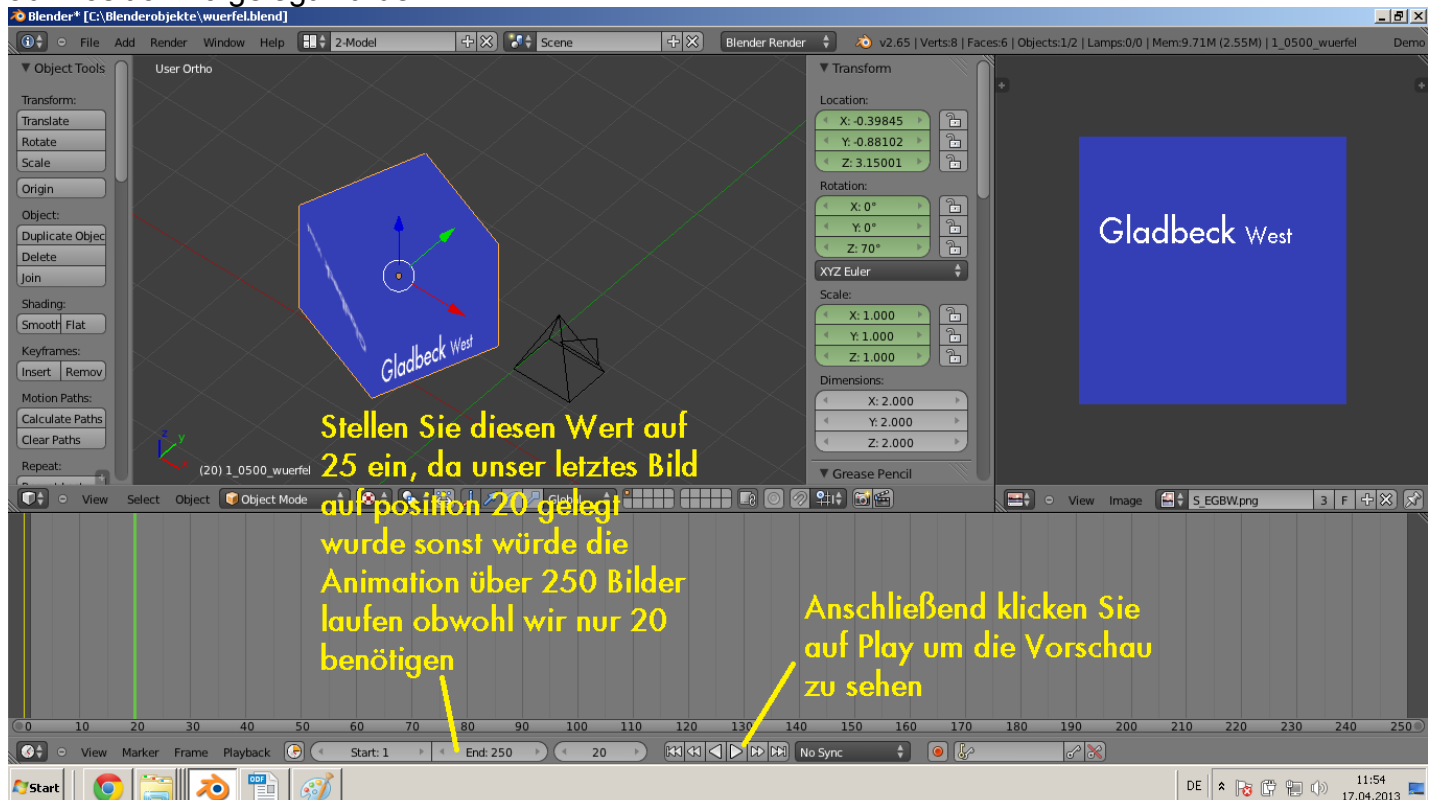 Blender* [C:\Blenderobjekte\wuerfel.blend]
File Add Render Window Help 2-Model Scene Blender Render v2.65 | Verts:8 | Faces:6 | Objects:1/2 | Lamps:0/0 | Mem:9.71M (2.55M) | 1_0500_wuerfel Demo
Object Tools
Transform:
Translate
Rotate
Scale
Origin
Object:
Duplicate Objec
Delete
Join
Shading:
Smooth Flat
Keyframes:
Insert Remov
Motion Paths:
Calculate Paths
Clear Paths
Repeat:
User Ortho
Gladbeck West
z y
(20) 1_0500_wuerfel
Transform
Location:
X: -0.39845
Y: -0.88102
Z: 3.15001
Rotation:
X: 0°
Y: 0°
Z: 70°
XYZ Euler
Scale:
X: 1.000
Y: 1.000
Z: 1.000
Dimensions:
X: 2.000
Y: 2.000
Z: 2.000
Grease Pencil
Gladbeck West
View Select Object Object Mode Global
View Image S_EGBW.png 3 F
Stellen Sie diesen Wert auf
25 ein, da unser letztes Bild
auf position 20 gelegt
wurde sonst würde die
Animation über 250 Bilder
laufen obwohl wir nur 20
benötigen
Anschließend klicken Sie
auf Play um die Vorschau
zu sehen
0 10 20 30 40 50 60 70 80 90 100 110 120 130 140 150 160 170 180 190 200 210 220 230 240 250
View Marker Frame Playback Start: 1 End: 250 20 No Sync
Start DE 11:54
17.04.2013